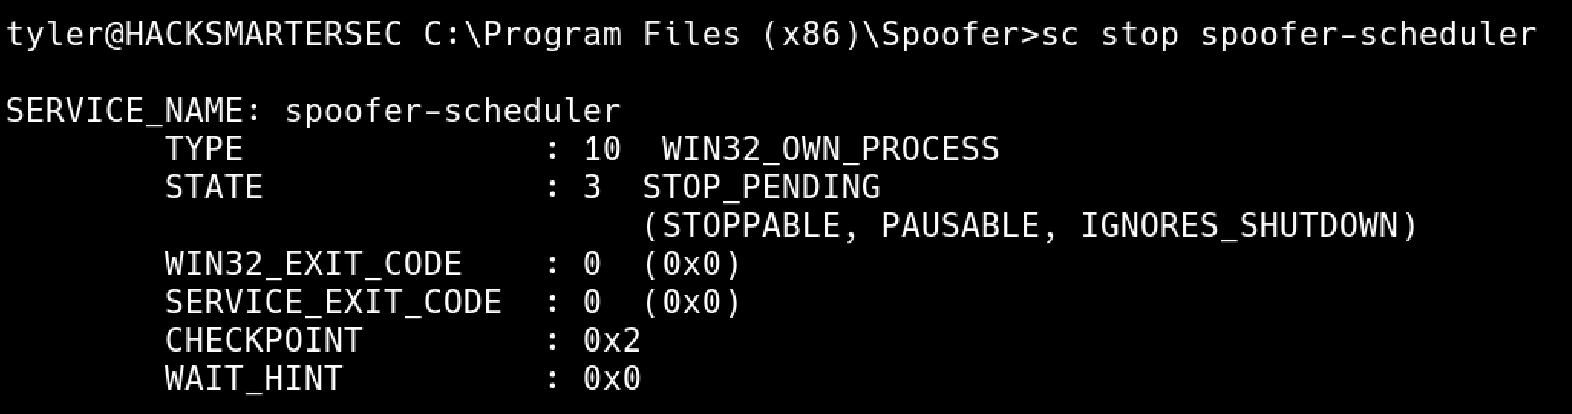 tyler@HACKSMARTERSEC C:\Program Files (x86)\Spoofer>sc stop spoofer-scheduler
SERVICE_NAME: spoofer-scheduler
TYPE : 10 WIN32_OWN_PROCESS
STATE : 3 STOP_PENDING
(STOPPABLE, PAUSABLE, IGNORES_SHUTDOWN)
WIN32_EXIT_CODE : 0 (0x0)
SERVICE_EXIT_CODE : 0 (0x0)
CHECKPOINT : 0x2
WAIT_HINT : 0x0